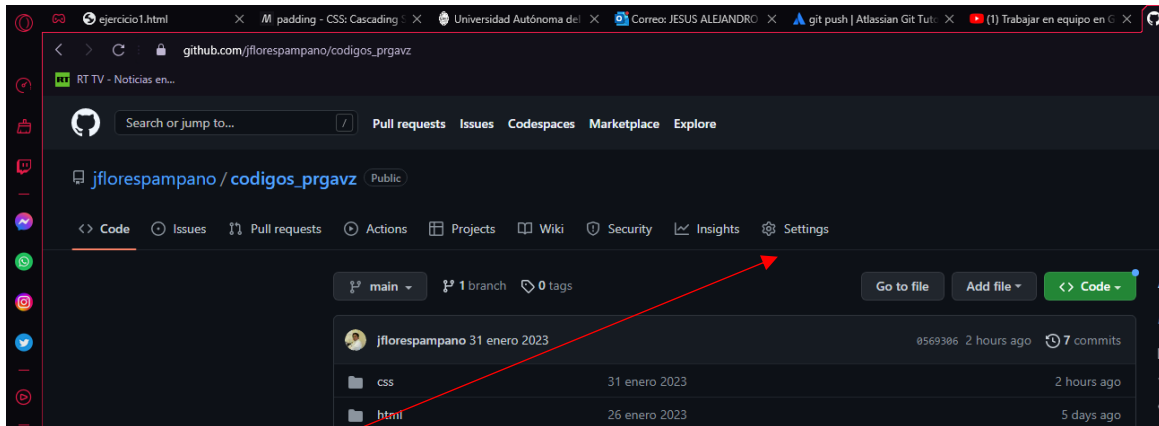 ejercicio1.html
padding - CSS: Cascading S
Universidad Autónoma del
Correo: JESUS ALEJANDRO
git push | Atlassian Git Tuto
(1) Trabajar en equipo en G
github.com/jflorespampano/codigos_prgavz
RT RT TV - Noticias en...
Search or jump to... / Pull requests Issues Codespaces Marketplace Explore
jflorespampano / codigos_prgavz Public
<> Code Issues Pull requests Actions Projects Wiki Security Insights Settings
main 1 branch 0 tags Go to file Add file <> Code
jflorespampano 31 enero 2023 0569306 2 hours ago 7 commits
css 31 enero 2023 2 hours ago
html 26 enero 2023 5 days ago